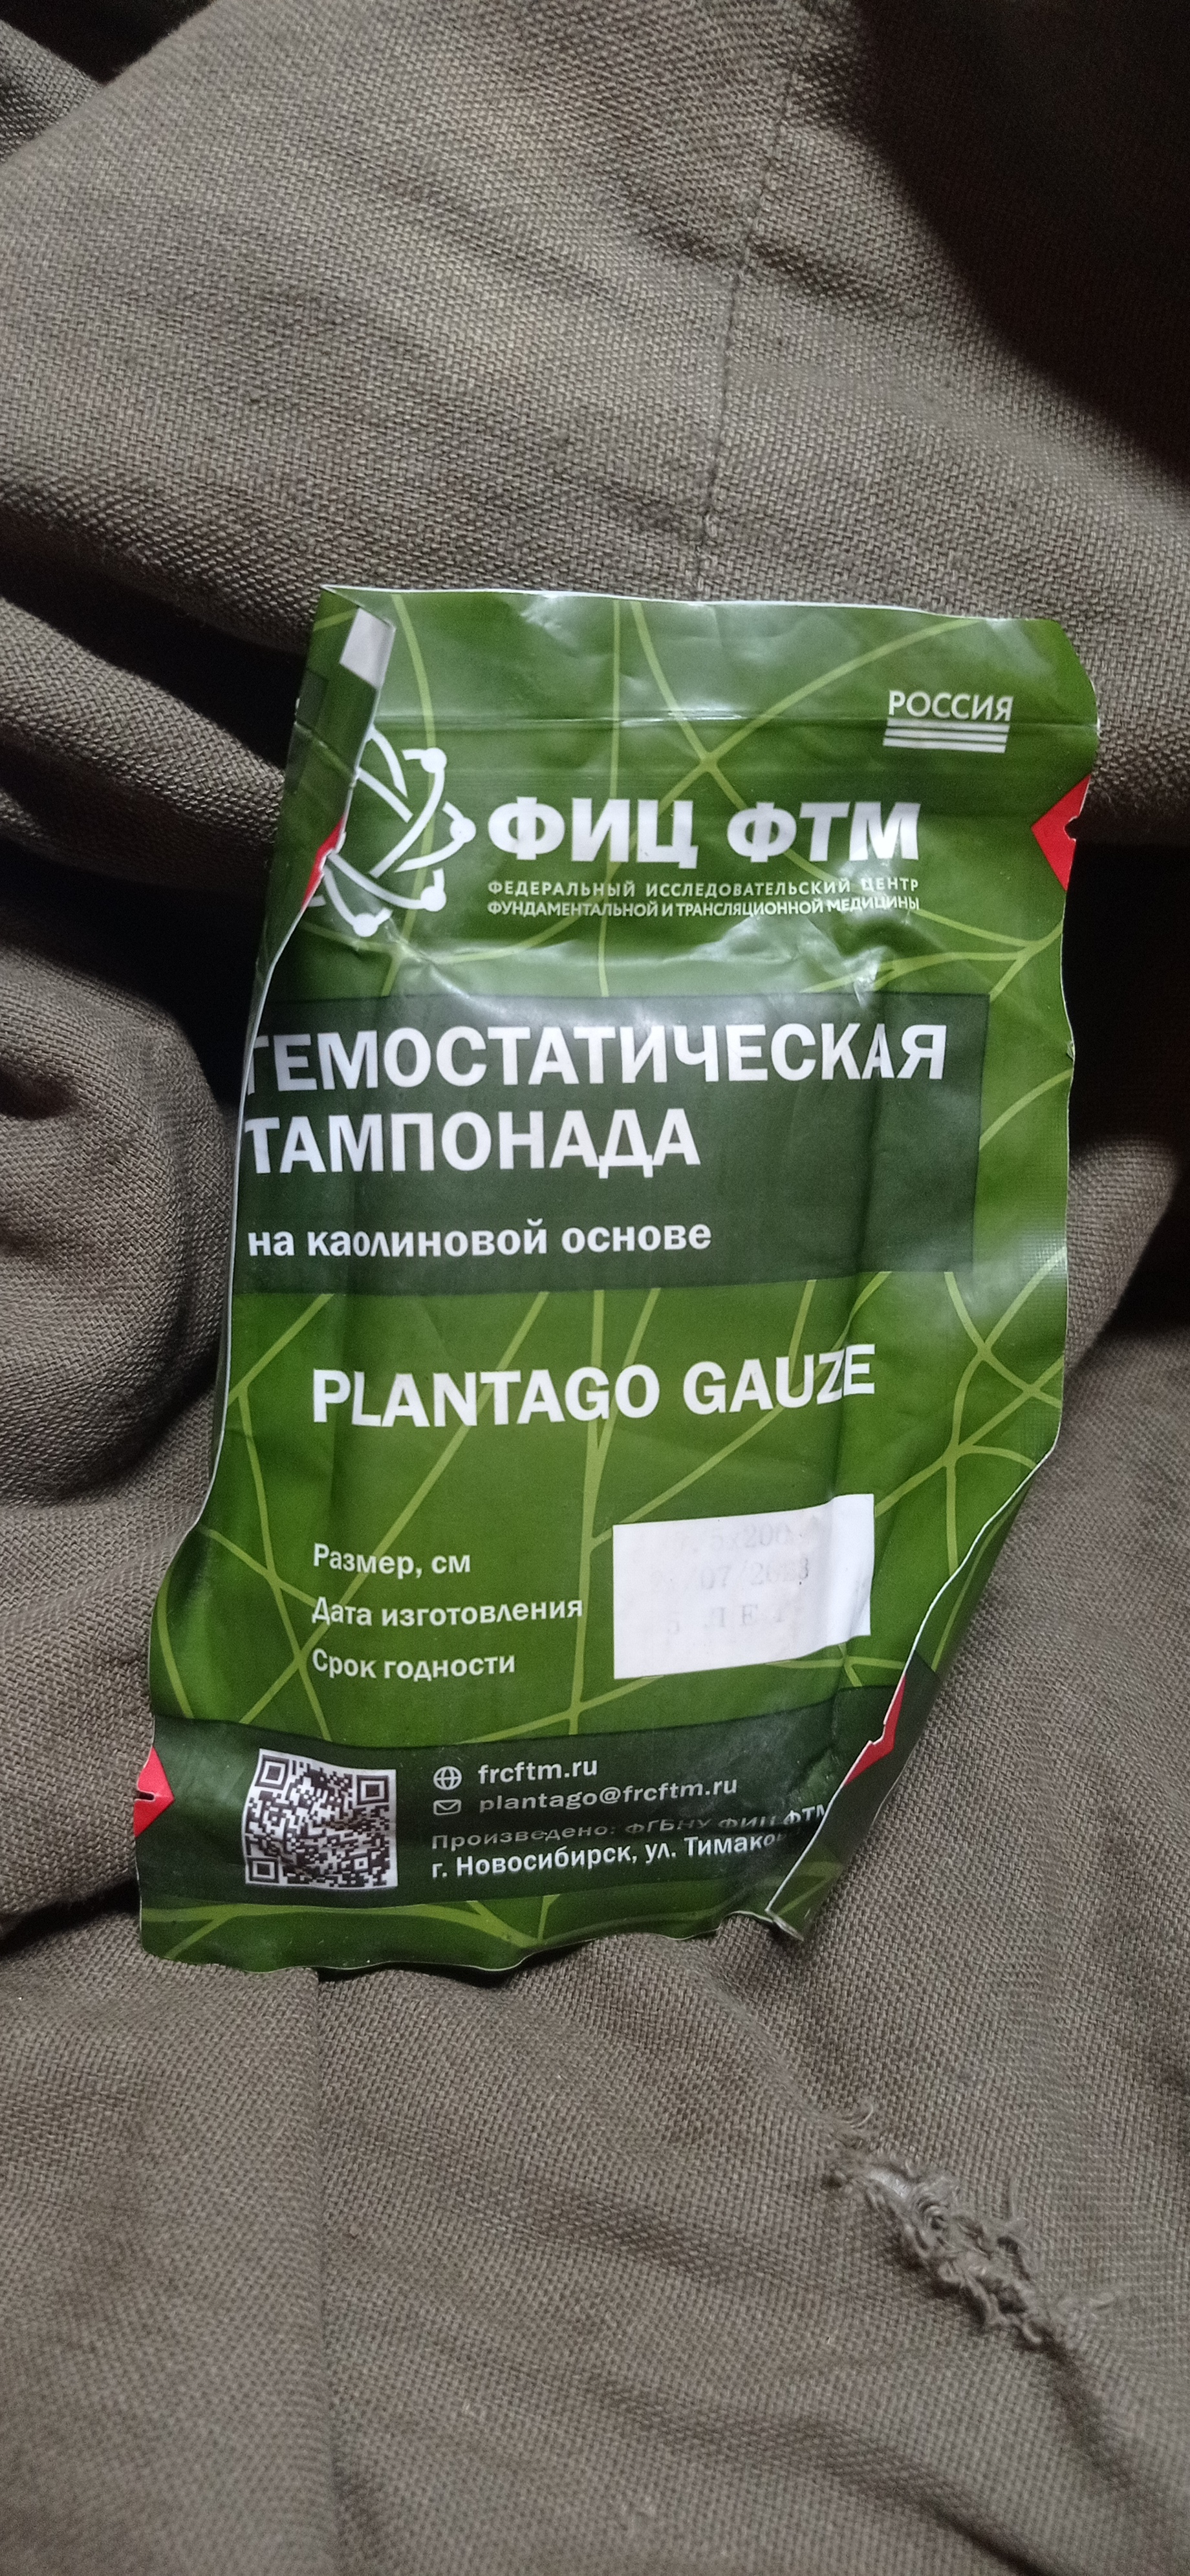 РОССИЯ
ФИЦ ФТМ
ФЕДЕРАЛЬНЫЙ ИССЛЕДОВАТЕЛЬСКИЙ ЦЕНТР
ФУНДАМЕНТАЛЬНОЙ И ТРАНСЛЯЦИОННОЙ МЕДИЦИНЫ
ГЕМОСТАТИЧЕСКАЯ
ТАМПОНАДА
на каолиновой основе
PLANTAGO GAUZE
Размер, см
Дата изготовления
Срок годности
frcftm.ru
plantago@frcftm.ru
Произведено: ФГБНУ ФИЦ ФТМ
г. Новосибирск, ул.